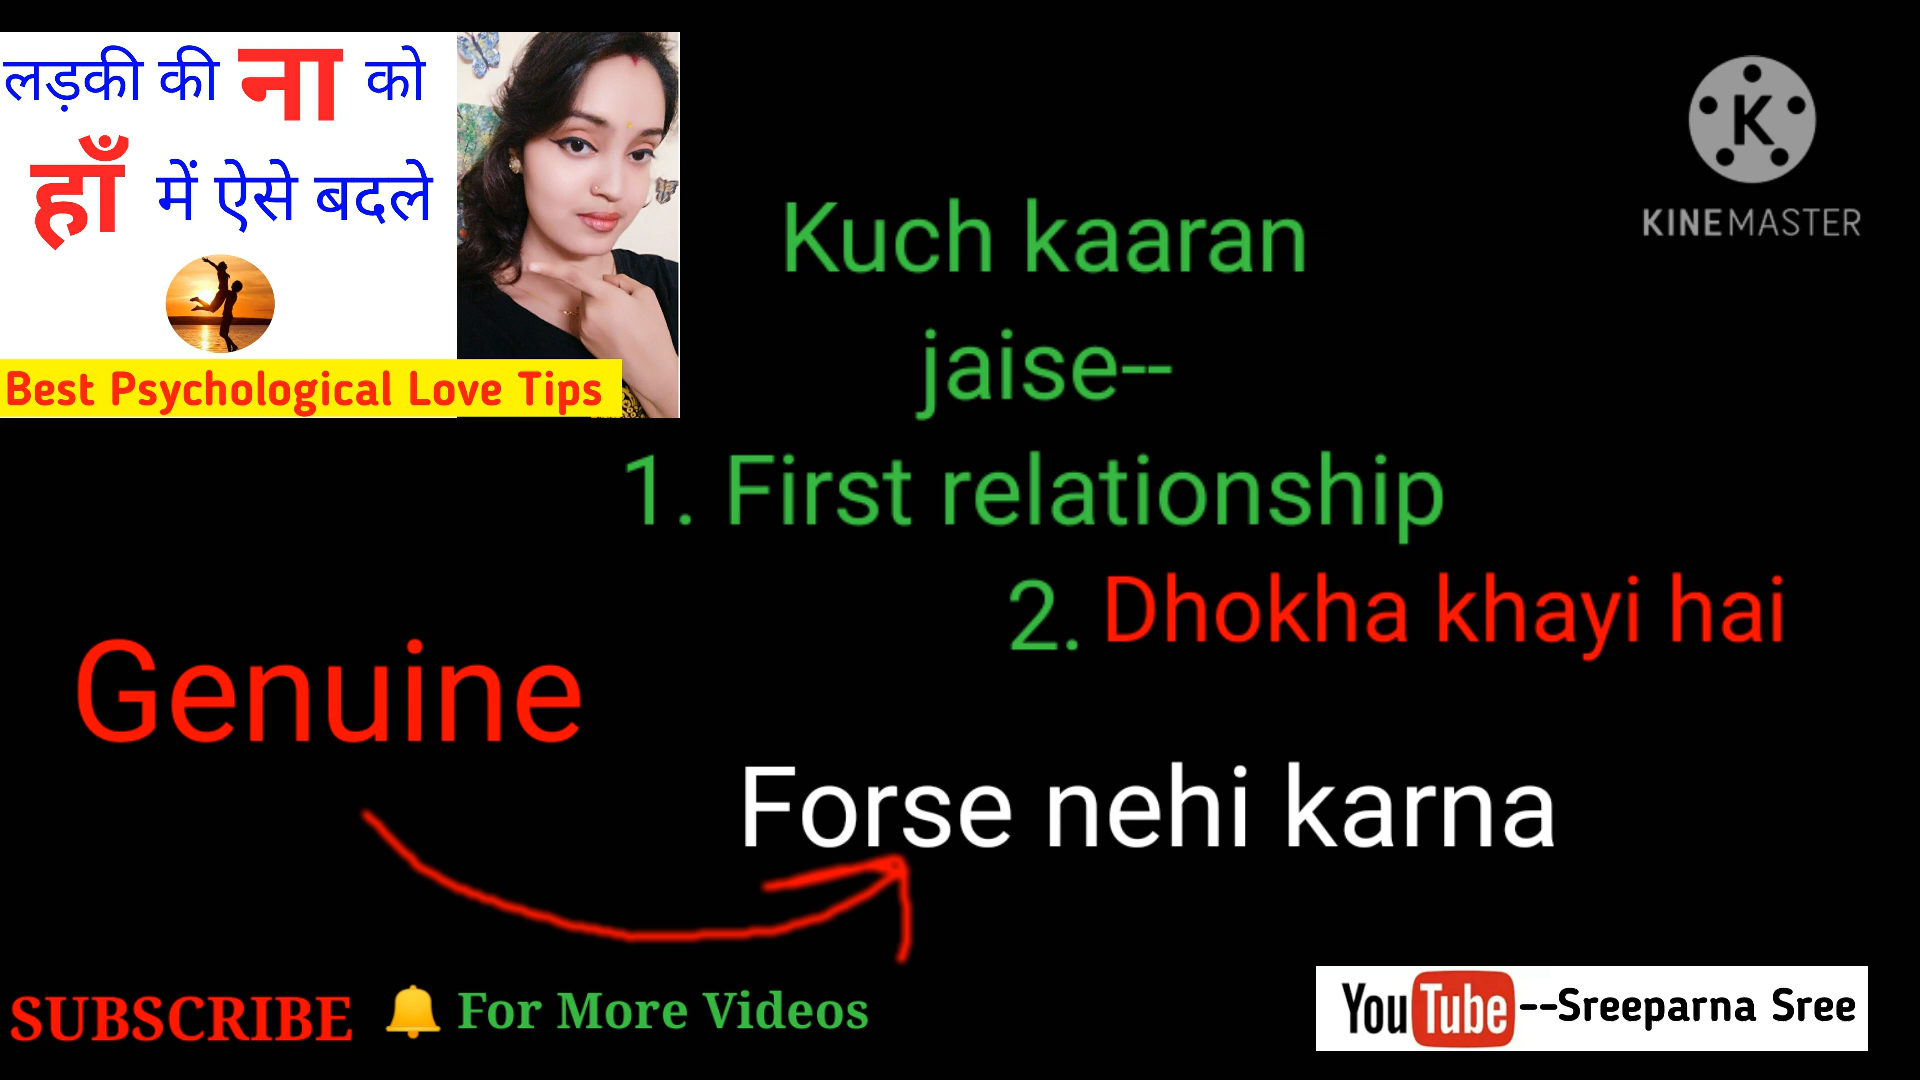 लड़की की ना को
हाँ में ऐसे बदले
Best Psychological Love Tips
K
KINEMASTER
Kuch kaaran
jaise--
1. First relationship
2. Dhokha khayi hai
Genuine
Forse nehi karna
SUBSCRIBE 🔔 For More Videos
YouTube--Sreeparna Sree